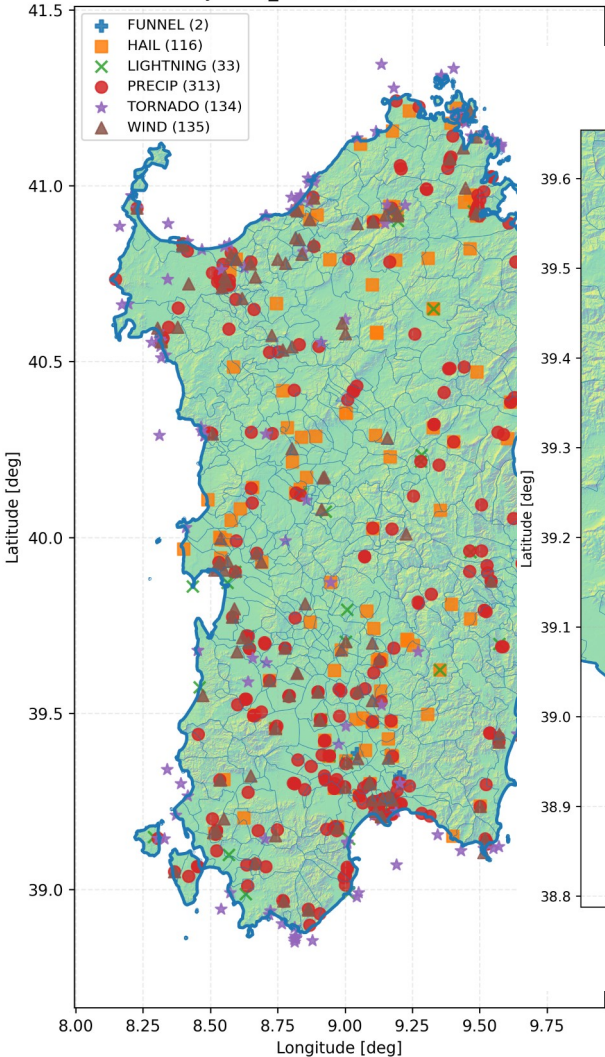 41.5
FUNNEL (2)
HAIL (116)
LIGHTNING (33)
PRECIP (313)
TORNADO (134)
WIND (135)
41.0
40.5
40.0
39.5
39.0
Latitude [deg]
8.00 8.25 8.50 8.75 9.00 9.25 9.50 9.75
Longitude [deg]
39.6
39.5
39.4
39.3
39.2
39.1
39.0
38.9
38.8
Latitude [deg]